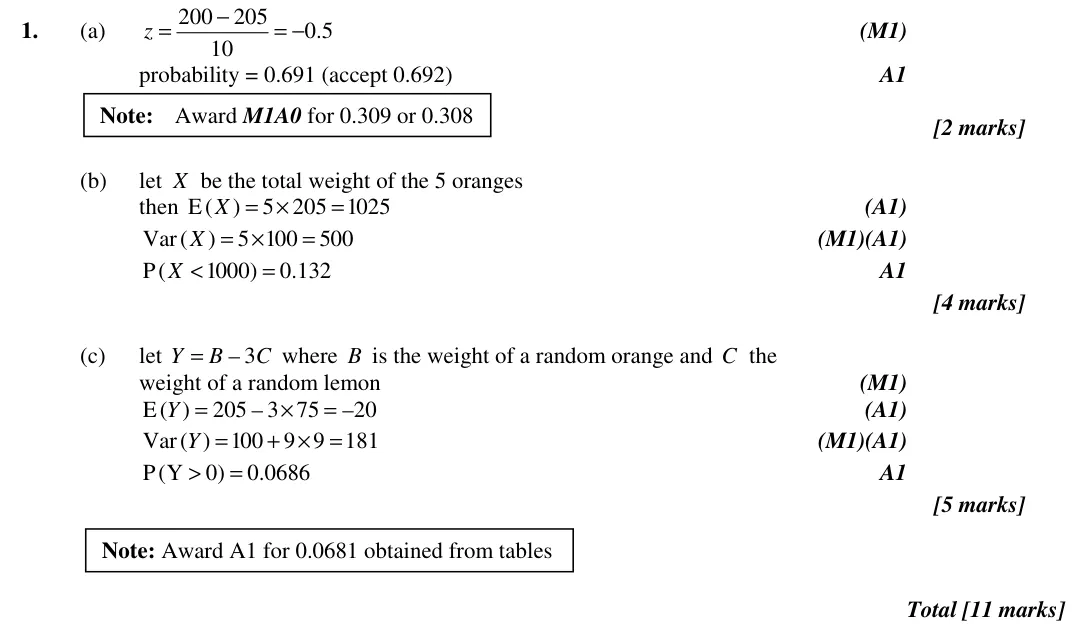 1. (a) z = (200 − 205)/10 = −0.5 (M1)
probability = 0.691 (accept 0.692) A1
Note: Award M1A0 for 0.309 or 0.308
[2 marks]
(b) let X be the total weight of the 5 oranges
then E(X) = 5×205 = 1025 (A1)
Var(X) = 5×100 = 500 (M1)(A1)
P(X < 1000) = 0.132 A1
[4 marks]
(c) let Y = B − 3C where B is the weight of a random orange and C the
weight of a random lemon (M1)
E(Y) = 205 − 3×75 = −20 (A1)
Var(Y) = 100 + 9×9 = 181 (M1)(A1)
P(Y > 0) = 0.0686 A1
[5 marks]
Note: Award A1 for 0.0681 obtained from tables
Total [11 marks]